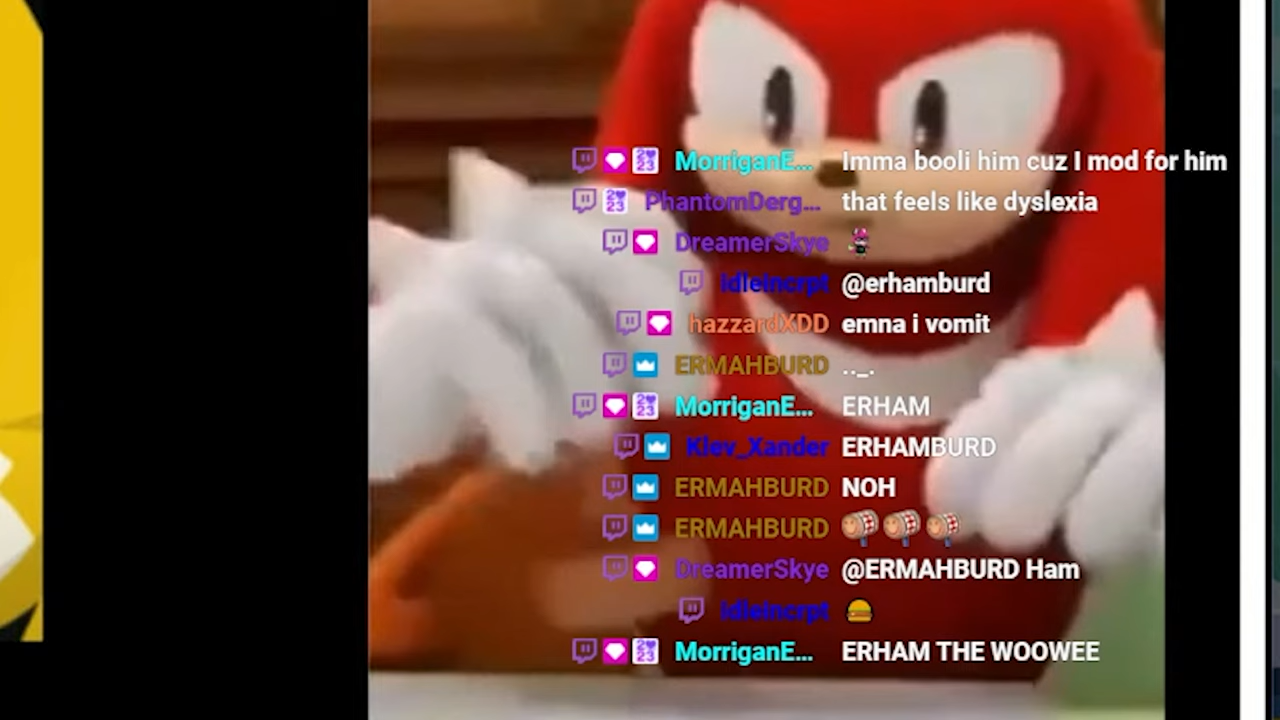 MorriganE... Imma booli him cuz I mod for him
PhantomDerg... that feels like dyslexia
DreamerSkye
Idleincrpt @erhamburd
hazzardXDD emna i vomit
ERMAHBURD .._.
MorriganE... ERHAM
Kiev_Xander ERHAMBURD
ERMAHBURD NOH
ERMAHBURD
DreamerSkye @ERMAHBURD Ham
Idleincrpt 🍔
MorriganE... ERHAM THE WOOWEE